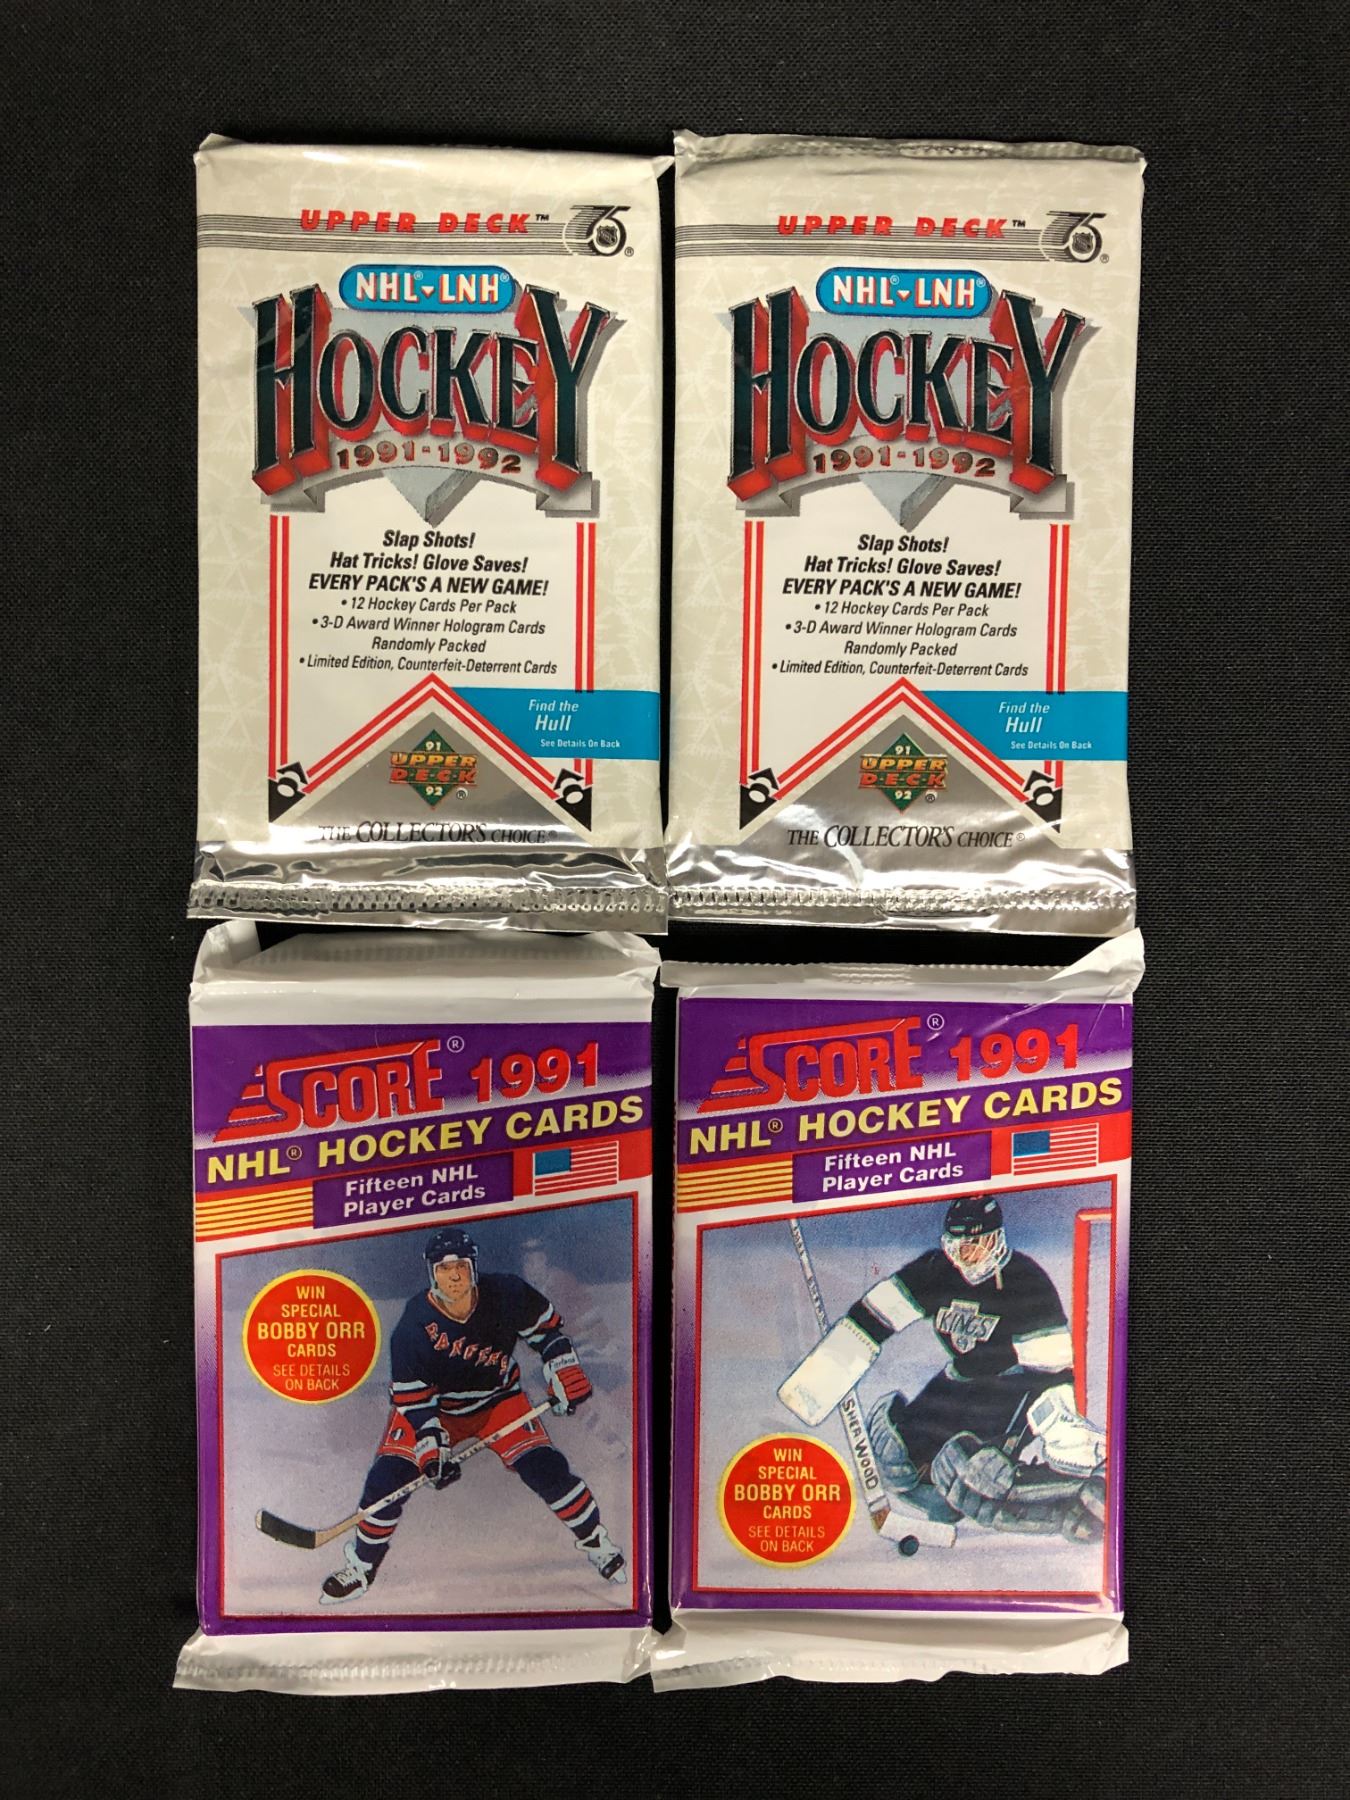 UPPER DECK™
75
NHL
NHL®▾LNH®
HOCKEY
1991-1992
Slap Shots!
Hat Tricks! Glove Saves!
EVERY PACK'S A NEW GAME!
• 12 Hockey Cards Per Pack
• 3-D Award Winner Hologram Cards
Randomly Packed
• Limited Edition, Counterfeit-Deterrent Cards
Find the
Hull
See Details On Back
91
UPPER
D·E·C·K
92 ®
THE COLLECTOR'S CHOICE®
UPPER DECK™
75
NHL
NHL®▾LNH®
HOCKEY
1991-1992
Slap Shots!
Hat Tricks! Glove Saves!
EVERY PACK'S A NEW GAME!
• 12 Hockey Cards Per Pack
• 3-D Award Winner Hologram Cards
Randomly Packed
• Limited Edition, Counterfeit-Deterrent Cards
Find the
Hull
See Details On Back
91
UPPER
D·E·C·K
92 ®
THE COLLECTOR'S CHOICE®
SCORE® 1991
NHL® HOCKEY CARDS
Fifteen NHL
Player Cards
WIN
SPECIAL
BOBBY ORR
CARDS
SEE DETAILS
ON BACK
RANGERS
SCORE® 1991
NHL® HOCKEY CARDS
Fifteen NHL
Player Cards
KINGS
SHER-WOOD
WIN
SPECIAL
BOBBY ORR
CARDS
SEE DETAILS
ON BACK